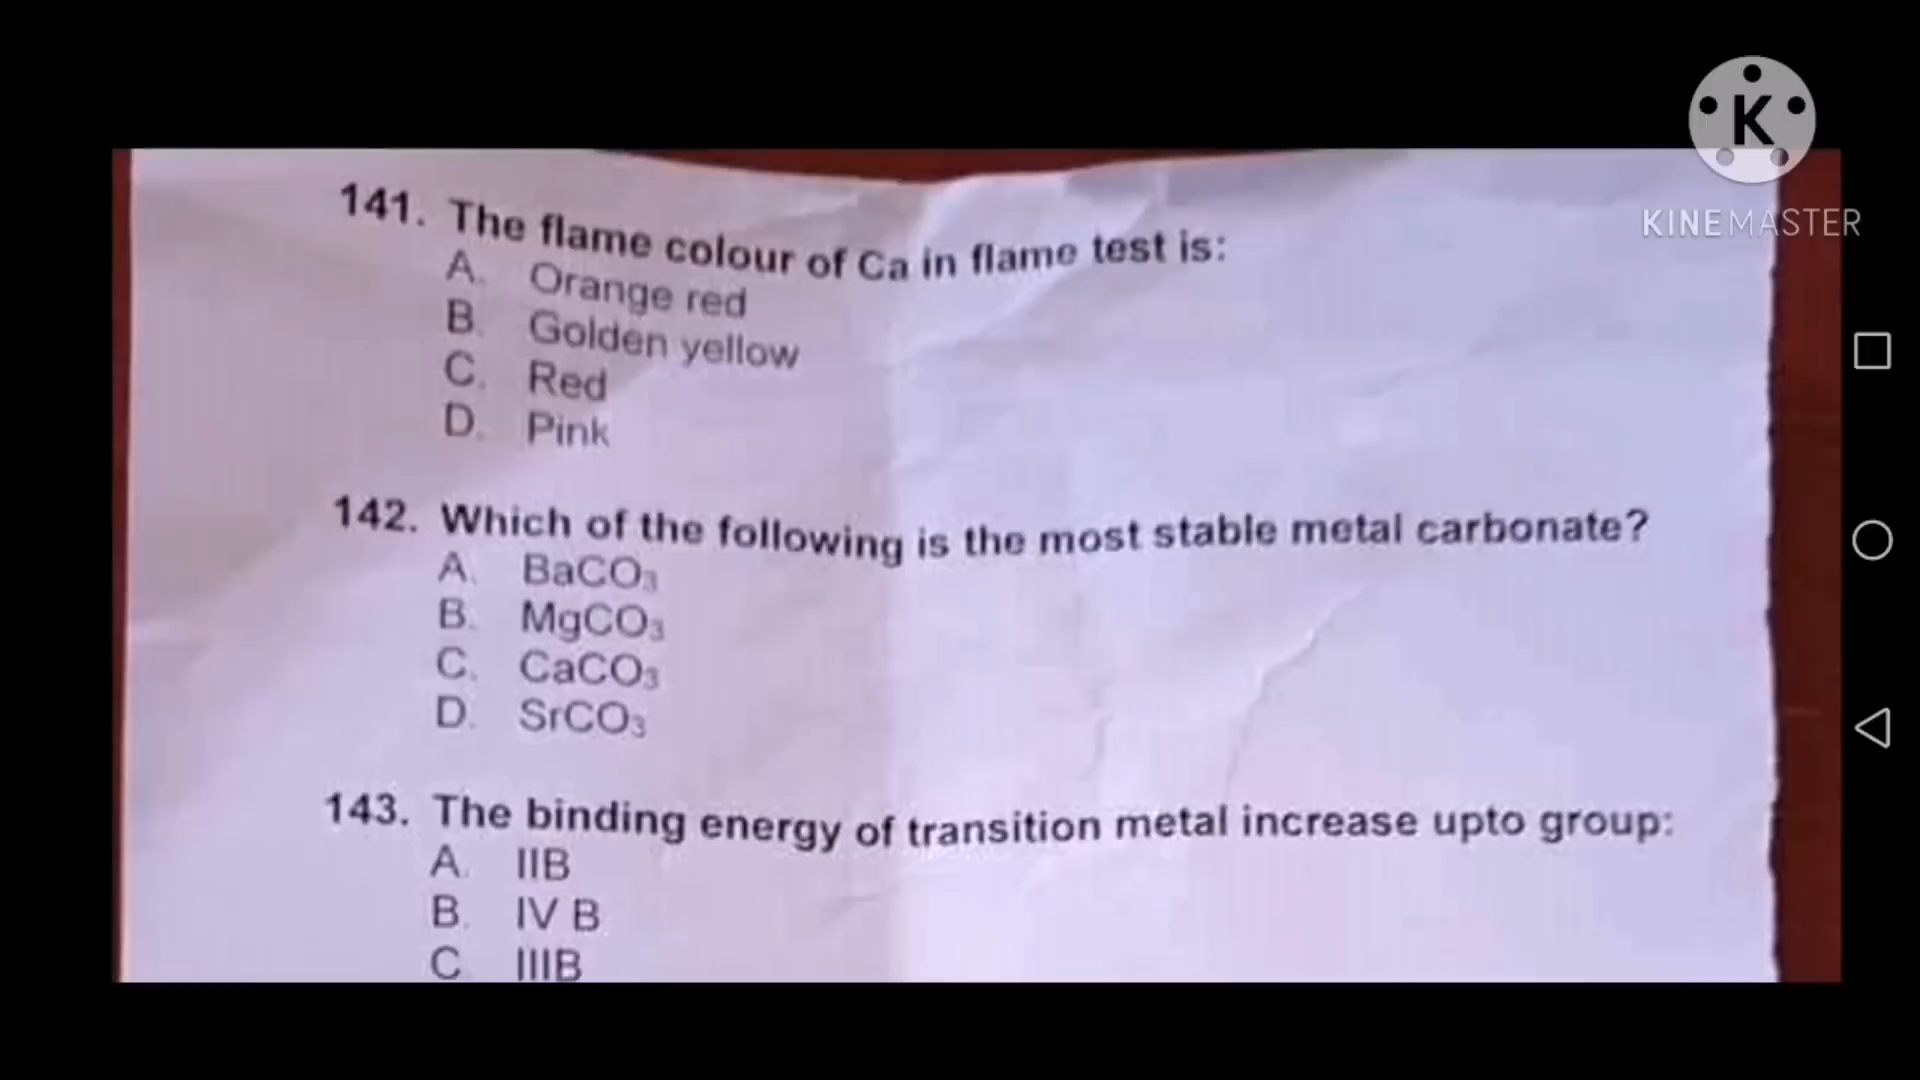 K
KINEMASTER
141. The flame colour of Ca in flame test is:
A. Orange red
B. Golden yellow
C. Red
D. Pink
142. Which of the following is the most stable metal carbonate?
A. BaCO₃
B. MgCO₃
C. CaCO₃
D. SrCO₃
143. The binding energy of transition metal increase upto group:
A. IIB
B. IV B
C IIIB